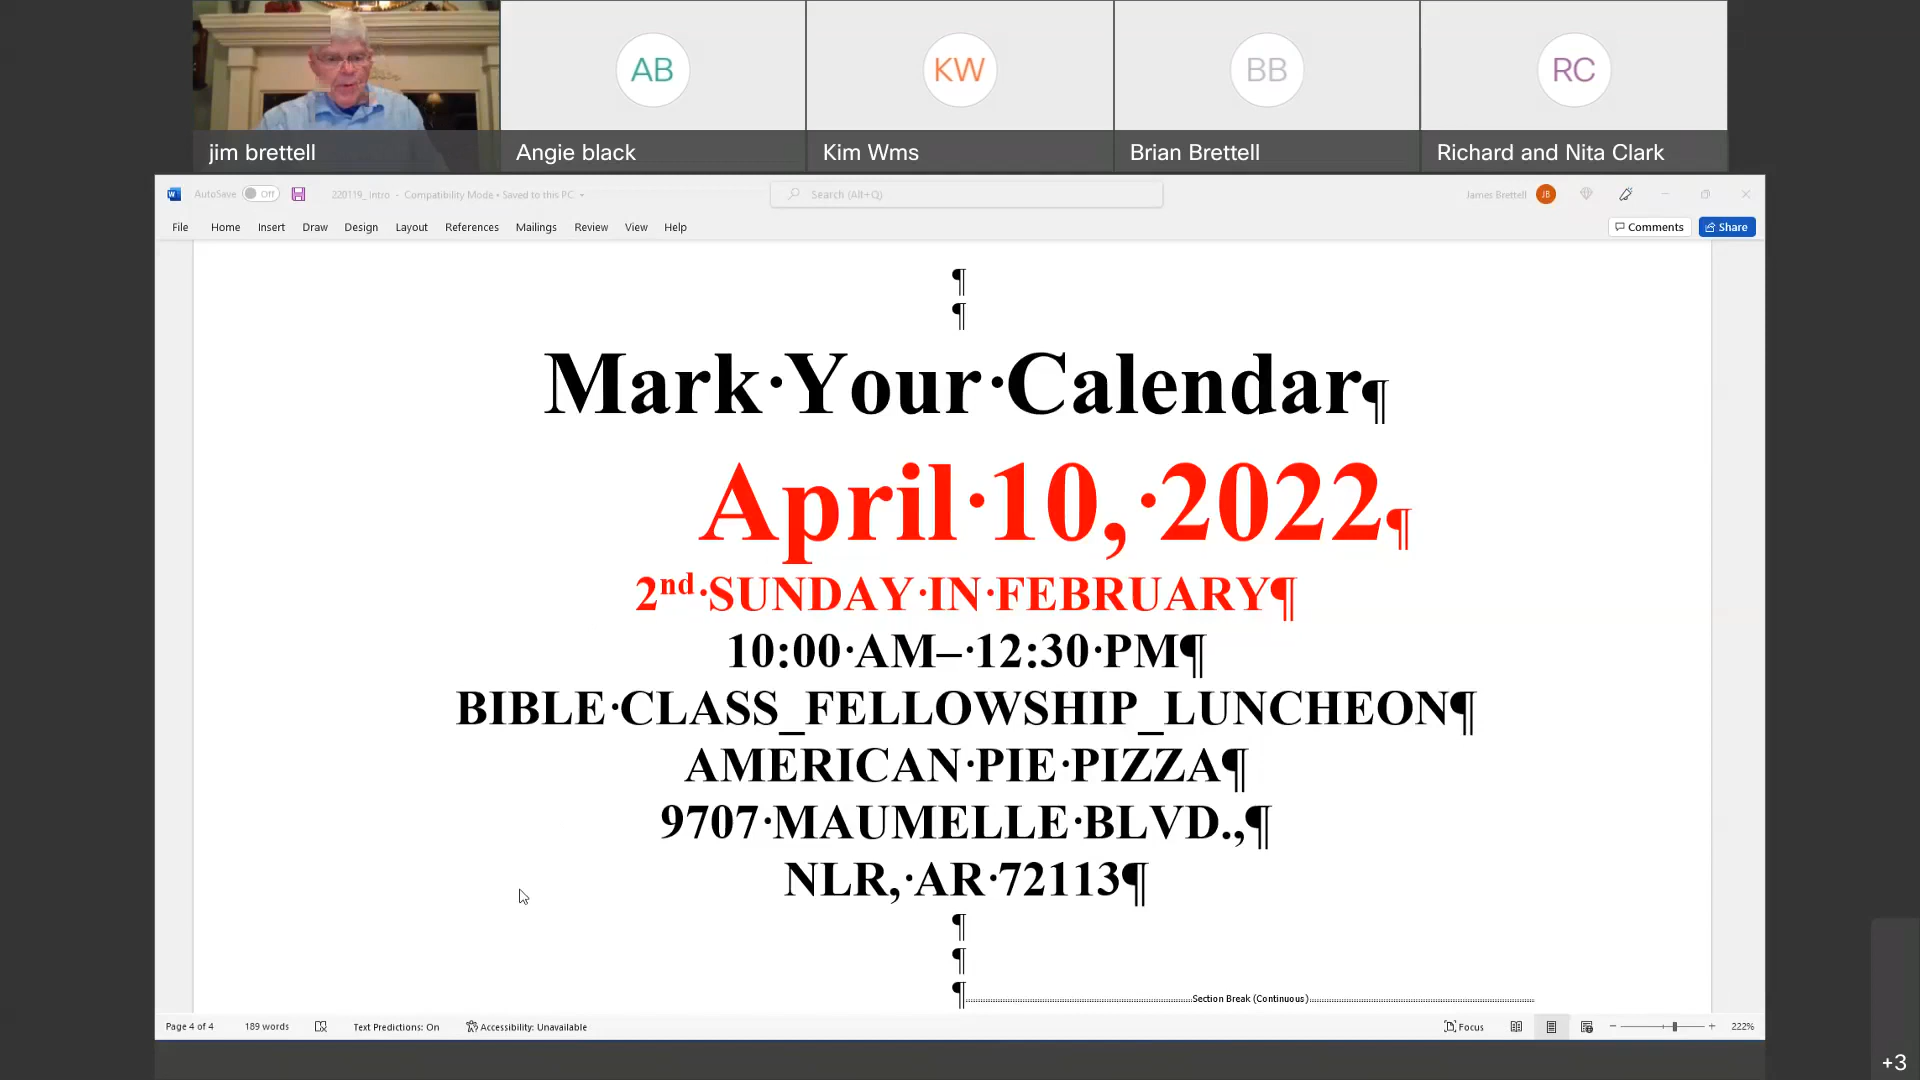 AB
KW
BB
RC
jim brettell
Angie black
Kim Wms
Brian Brettell
Richard and Nita Clark
AutoSave Off
220119_ Intro - Compatibility Mode • Saved to this PC
Search (Alt+Q)
James Brettell JB
File Home Insert Draw Design Layout References Mailings Review View Help
Comments Share
¶
¶
Mark·Your·Calendar¶
April·10,·2022¶
2nd·SUNDAY·IN·FEBRUARY¶
10:00·AM–·12:30·PM¶
BIBLE·CLASS_FELLOWSHIP_LUNCHEON¶
AMERICAN·PIE·PIZZA¶
9707·MAUMELLE·BLVD.,¶
NLR,·AR·72113¶
¶
¶
¶ Section Break (Continuous)
Page 4 of 4 189 words Text Predictions: On Accessibility: Unavailable Focus 222%
+3